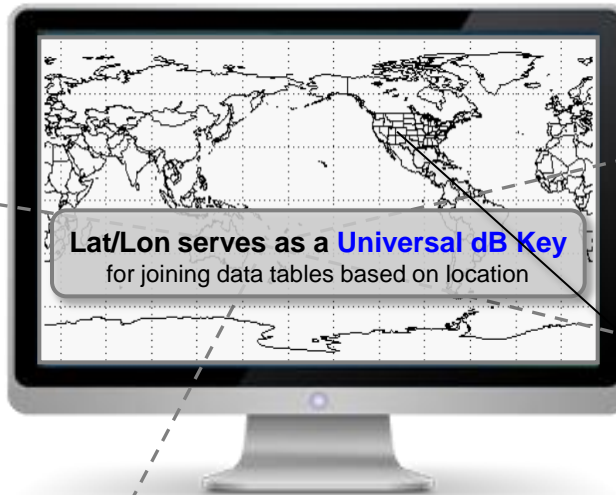 Lat/Lon serves as a Universal dB Key
for joining data tables based on location